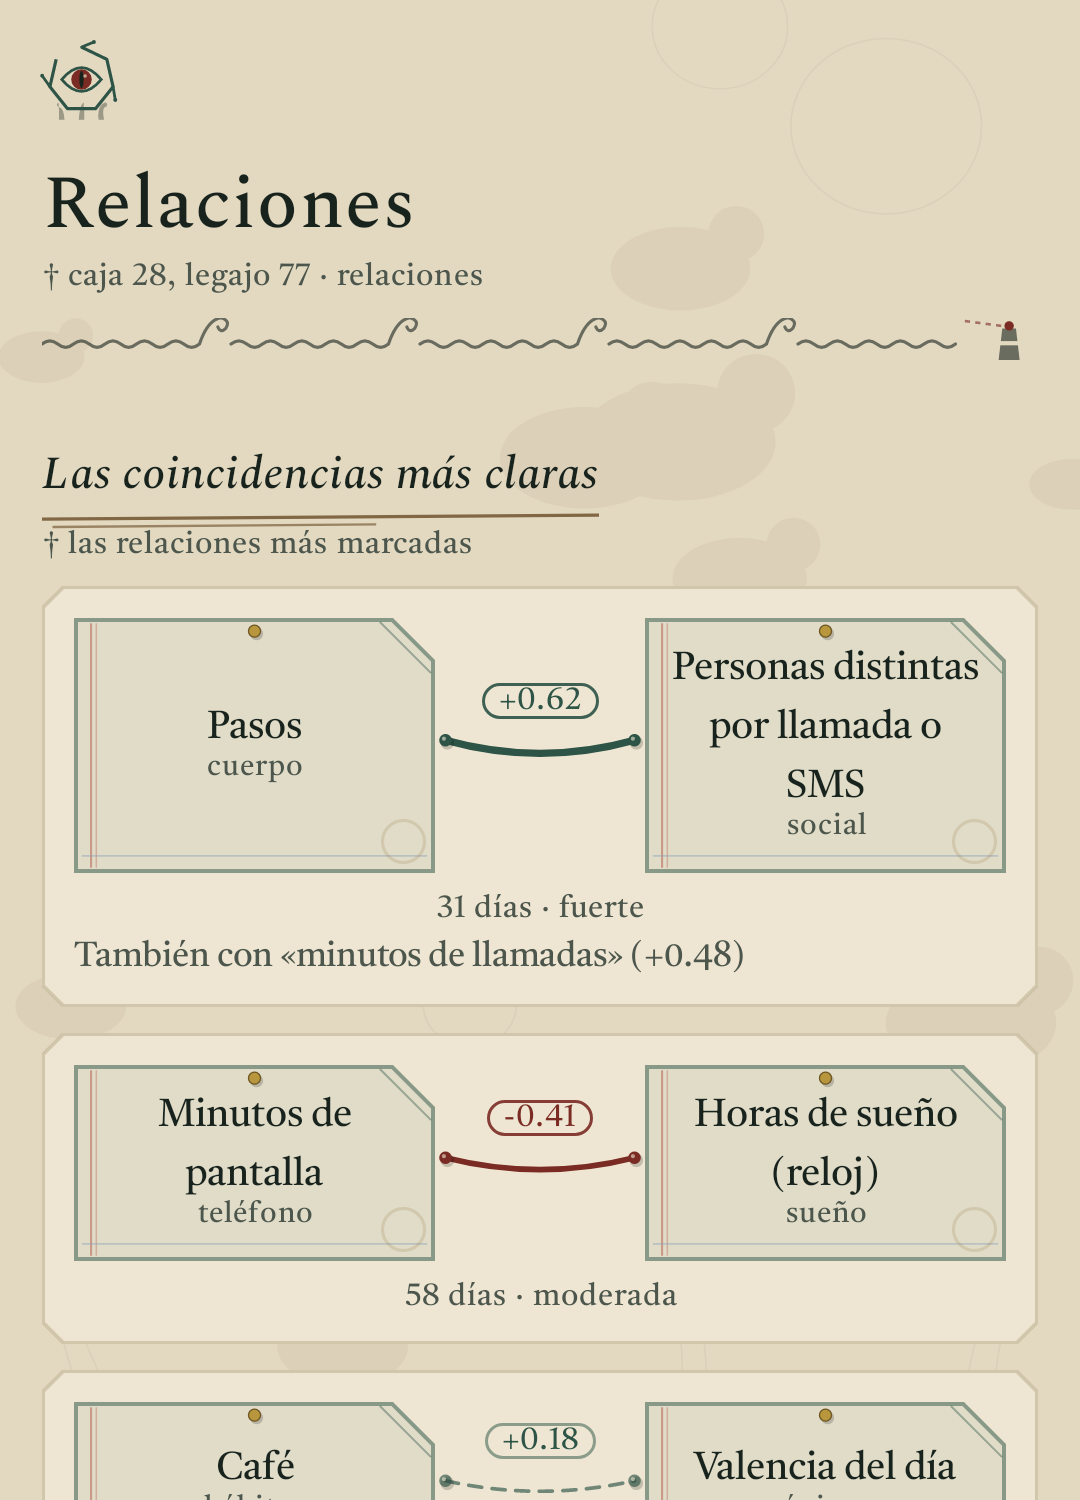 Relaciones
† caja 28, legajo 77 · relaciones
Las coincidencias más claras
† las relaciones más marcadas
Pasos
cuerpo
+0.62
Personas distintas
por llamada o
SMS
social
31 días · fuerte
También con «minutos de llamadas» (+0.48)
Minutos de
pantalla
teléfono
-0.41
Horas de sueño
(reloj)
sueño
58 días · moderada
Café
+0.18
Valencia del día